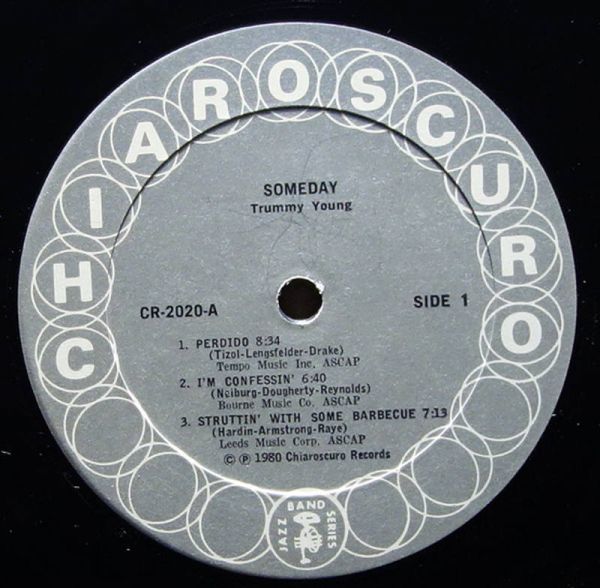 CHIAROSCURO
SOMEDAY
Trummy Young
CR-2020-A
SIDE 1
1. PERDIDO 8:34
(Tizol-Lengsfelder-Drake)
Tempo Music Inc. ASCAP
2. I'M CONFESSIN' 6:40
(Neiburg-Dougherty-Reynolds)
Bourne Music Co. ASCAP
3. STRUTTIN' WITH SOME BARBECUE 7:13
(Hardin-Armstrong-Raye)
Leeds Music Corp. ASCAP
© ℗ 1980 Chiaroscuro Records
JAZZ BAND SERIES